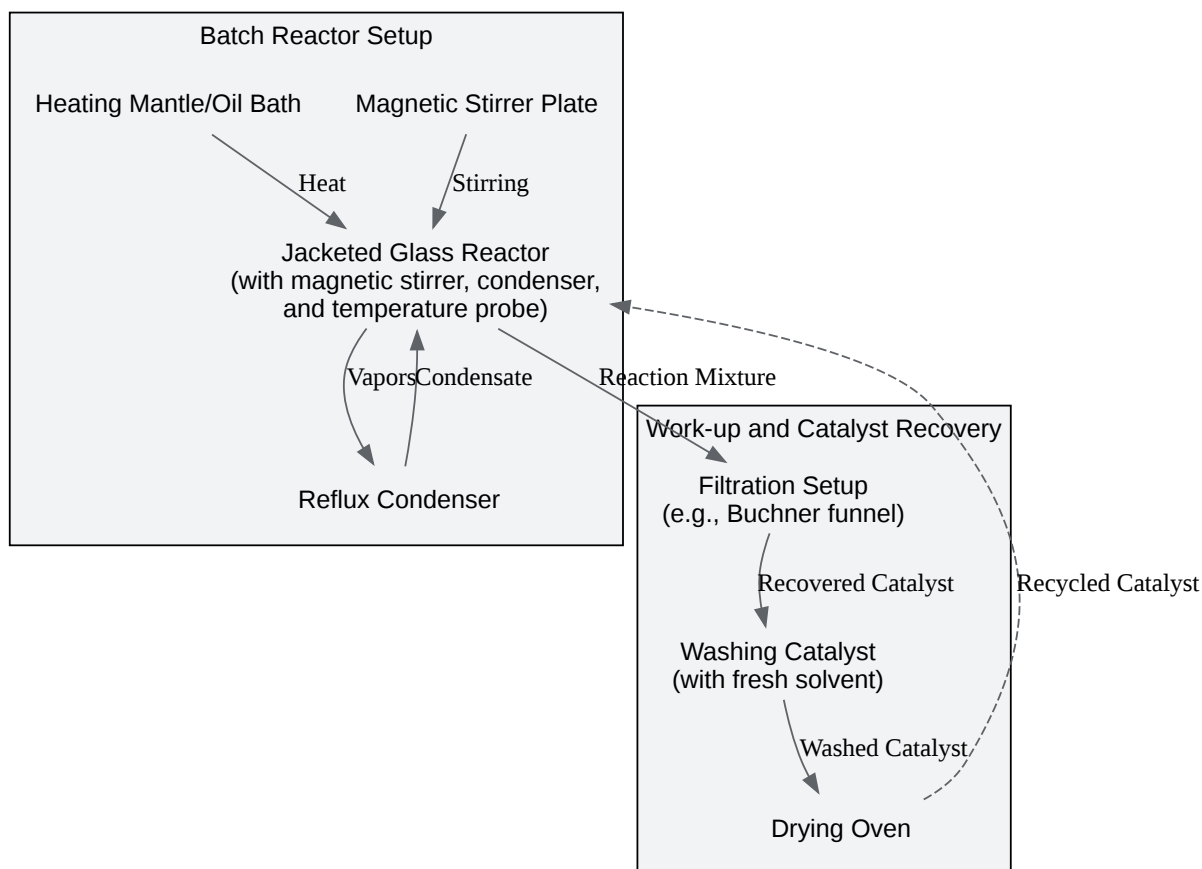 Batch Reactor Setup
Heating Mantle/Oil Bath
Magnetic Stirrer Plate
Heat
Stirring
Jacketed Glass Reactor
(with magnetic stirrer, condenser,
and temperature probe)
Vapors
Condensate
Reaction Mixture
Reflux Condenser
Work-up and Catalyst Recovery
Filtration Setup
(e.g., Buchner funnel)
Recovered Catalyst
Recycled Catalyst
Washing Catalyst
(with fresh solvent)
Washed Catalyst
Drying Oven